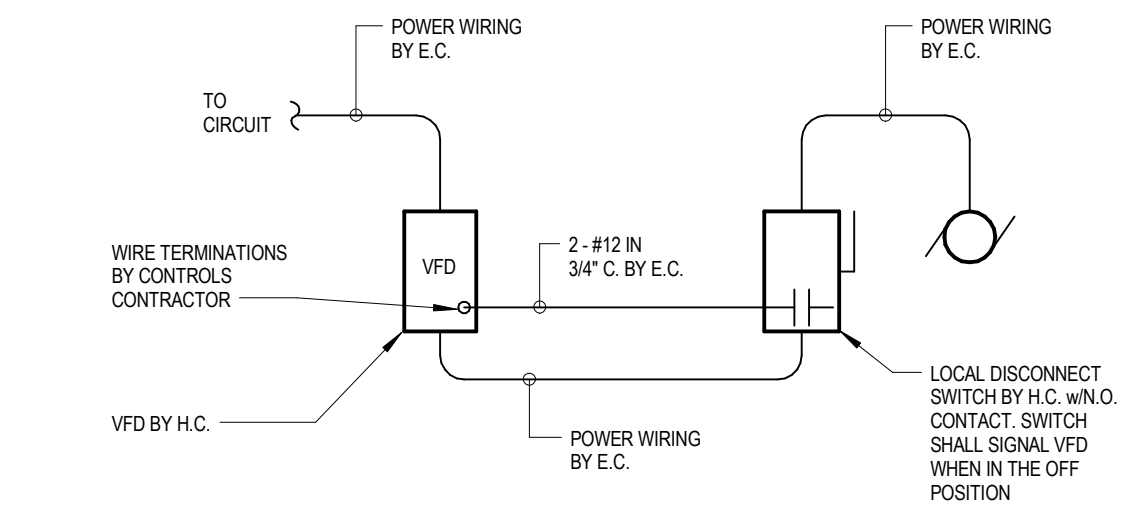 POWER WIRING
BY E.C.
POWER WIRING
BY E.C.
TO
CIRCUIT
WIRE TERMINATIONS
BY CONTROLS
CONTRACTOR
VFD
2 - #12 IN
3/4" C. BY E.C.
VFD BY H.C.
POWER WIRING
BY E.C.
LOCAL DISCONNECT
SWITCH BY H.C. w/N.O.
CONTACT. SWITCH
SHALL SIGNAL VFD
WHEN IN THE OFF
POSITION